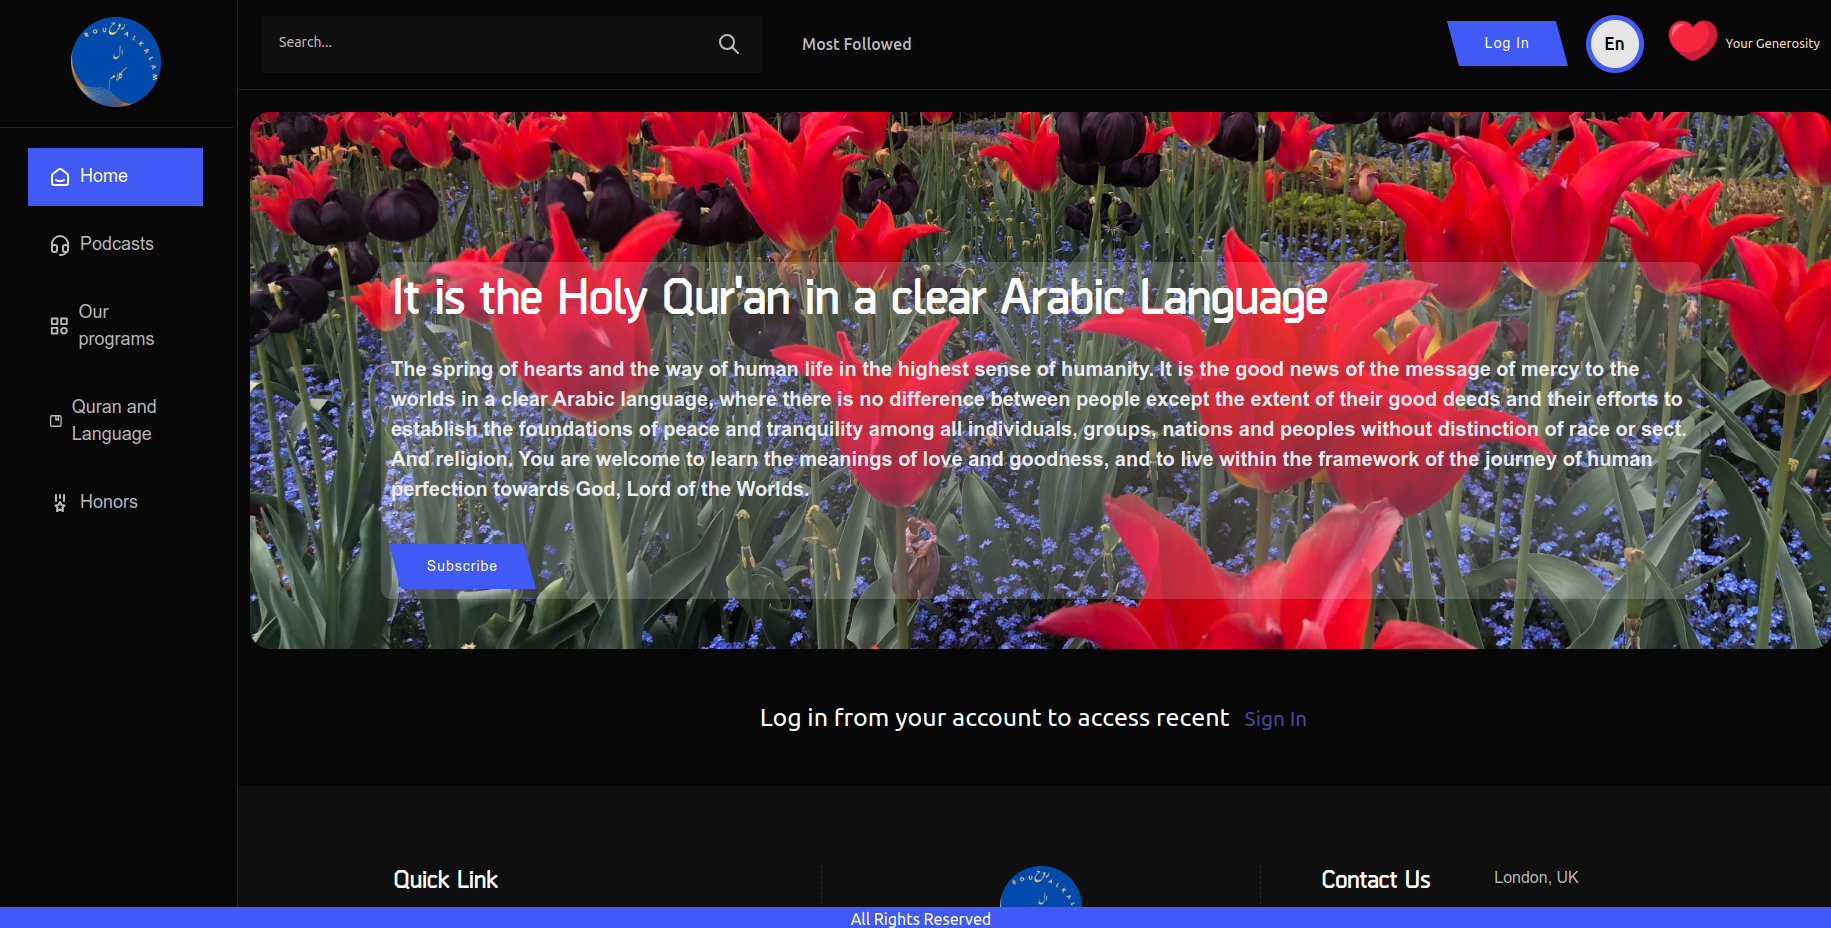 ROUH ALKALAM
روح
ال
كلام
Search...
Most Followed
Log In
En
Your Generosity
Home
Podcasts
Our
programs
Quran and
Language
Honors
It is the Holy Qur'an in a clear Arabic Language
The spring of hearts and the way of human life in the highest sense of humanity. It is the good news of the message of mercy to the
worlds in a clear Arabic language, where there is no difference between people except the extent of their good deeds and their efforts to
establish the foundations of peace and tranquility among all individuals, groups, nations and peoples without distinction of race or sect.
And religion. You are welcome to learn the meanings of love and goodness, and to live within the framework of the journey of human
perfection towards God, Lord of the Worlds.
Subscribe
Log in from your account to access recent Sign In
Quick Link
روح
ال
Contact Us
London, UK
All Rights Reserved